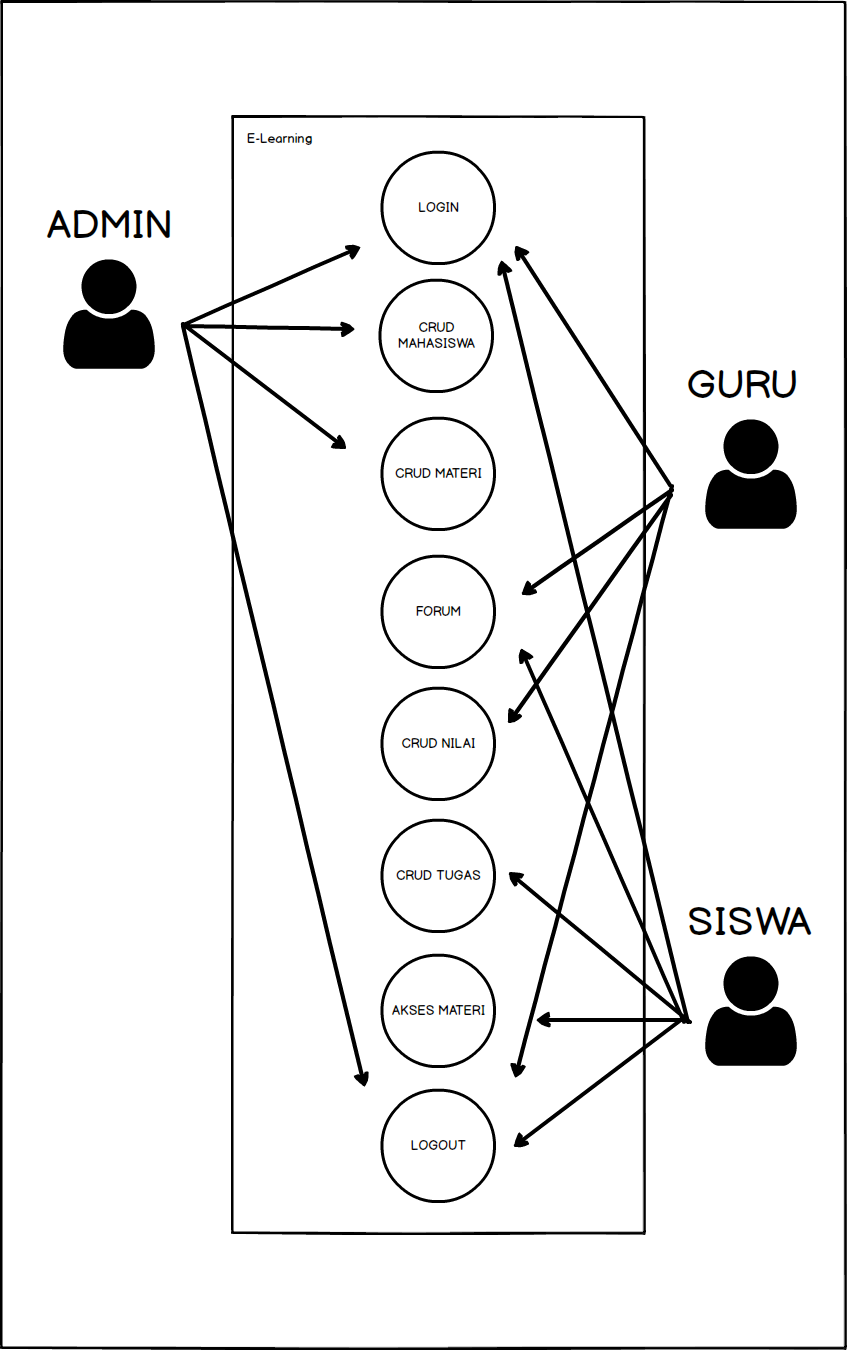 E-Learning
LOGIN
ADMIN
CRUD
MAHASISWA
GURU
CRUD MATERI
FORUM
CRUD NILAI
CRUD TUGAS
SISWA
AKSES MATERI
LOGOUT